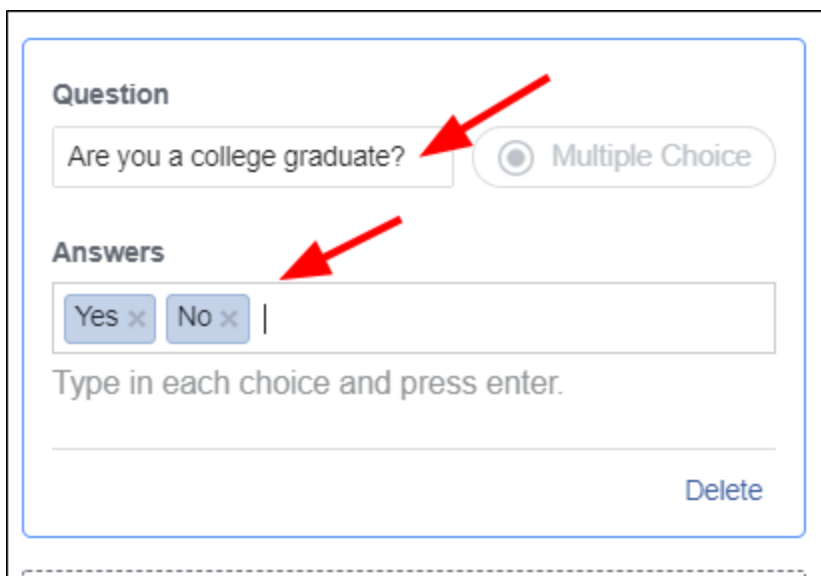 Question
Are you a college graduate? Multiple Choice
Answers
Yes × No ×
Type in each choice and press enter.
Delete